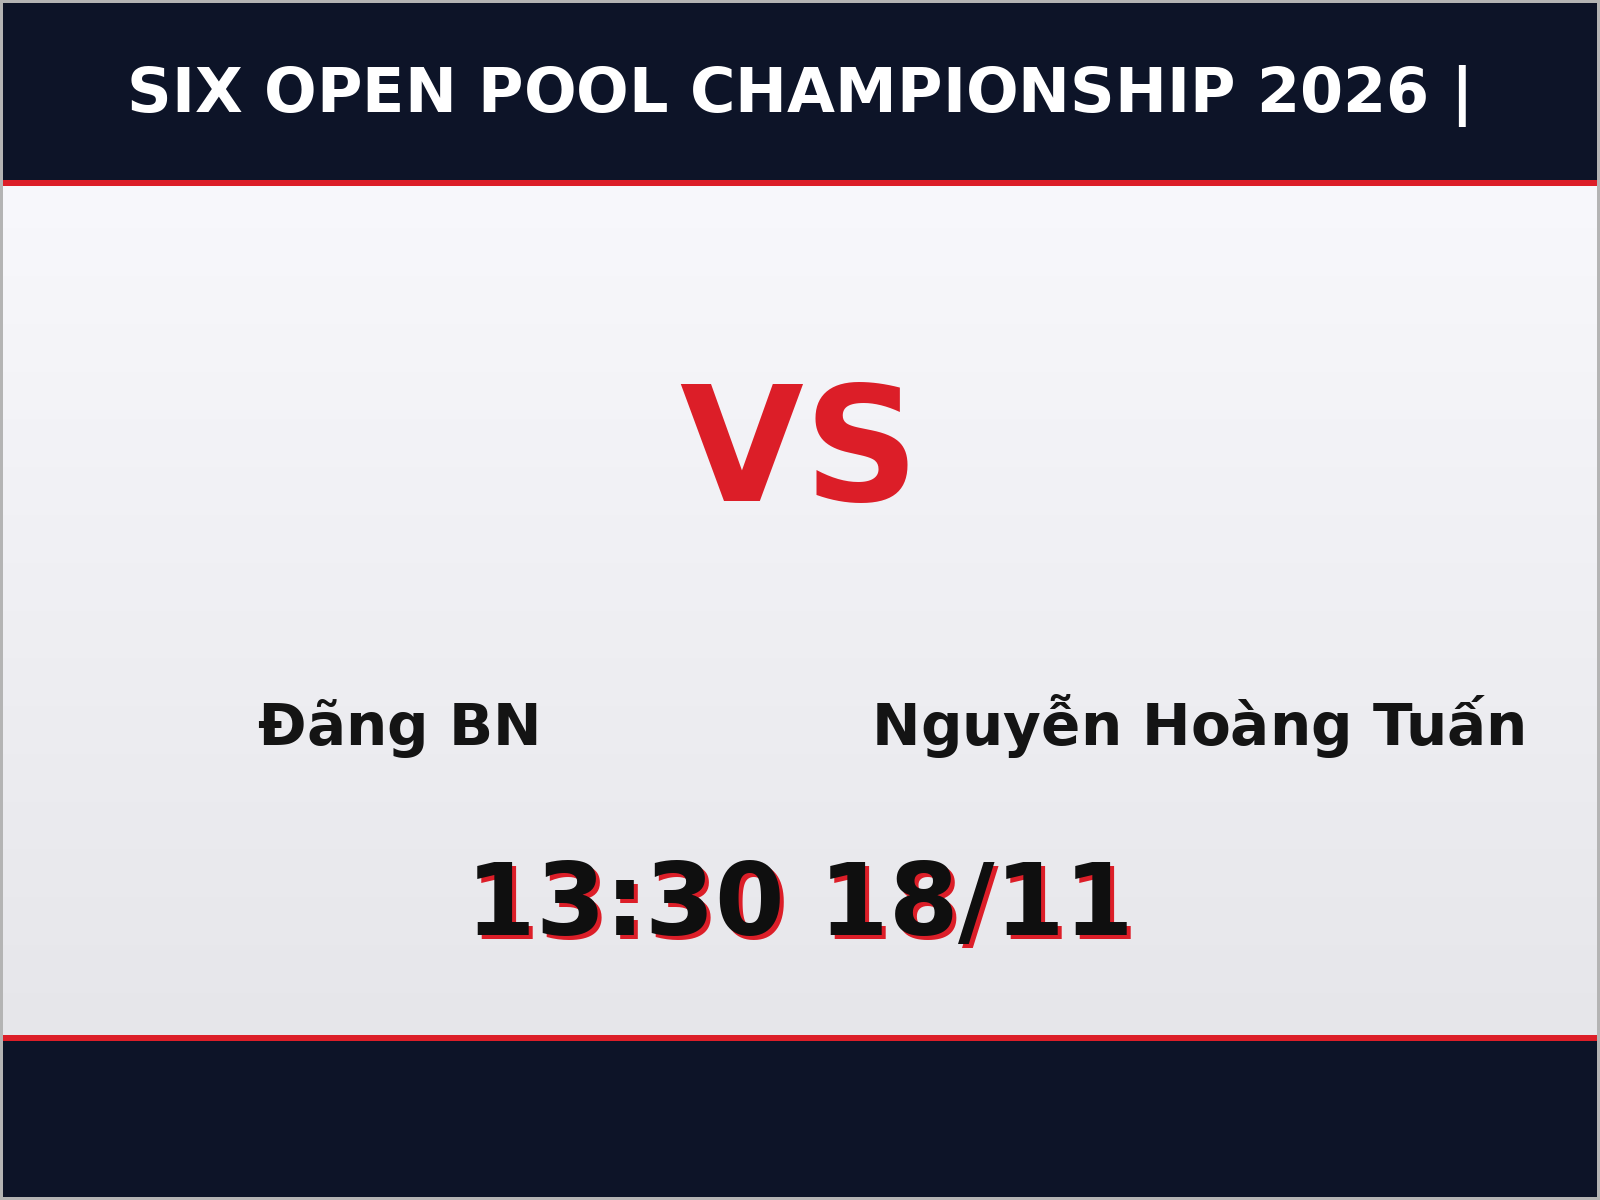 SIX OPEN POOL CHAMPIONSHIP 2026 |
VS
Đãng BN
Nguyễn Hoàng Tuấn
13:30 18/11